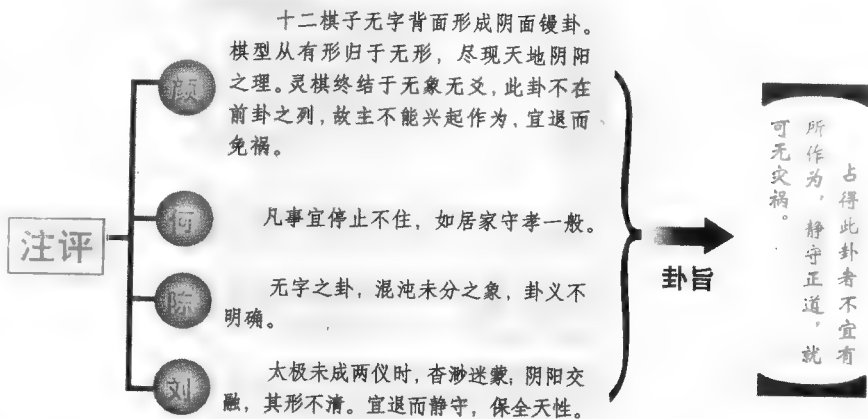 注评
颜
十二棋子无字背面形成阴面镘卦。
棋型从有形归于无形，尽现天地阴阳
之理。灵棋终结于无象无爻，此卦不在
前卦之列，故主不能兴起作为，宜退而
免祸。
何
凡事宜停止不住，如居家守孝一般。
陈
无字之卦，混沌未分之象，卦义不
明确。
刘
太极未成两仪时，杳渺迷蒙；阴阳交
融，其形不清。宜退而静守，保全天性。
卦旨
占得此卦者不宜有
所作为，静守正道，就
可无灾祸。